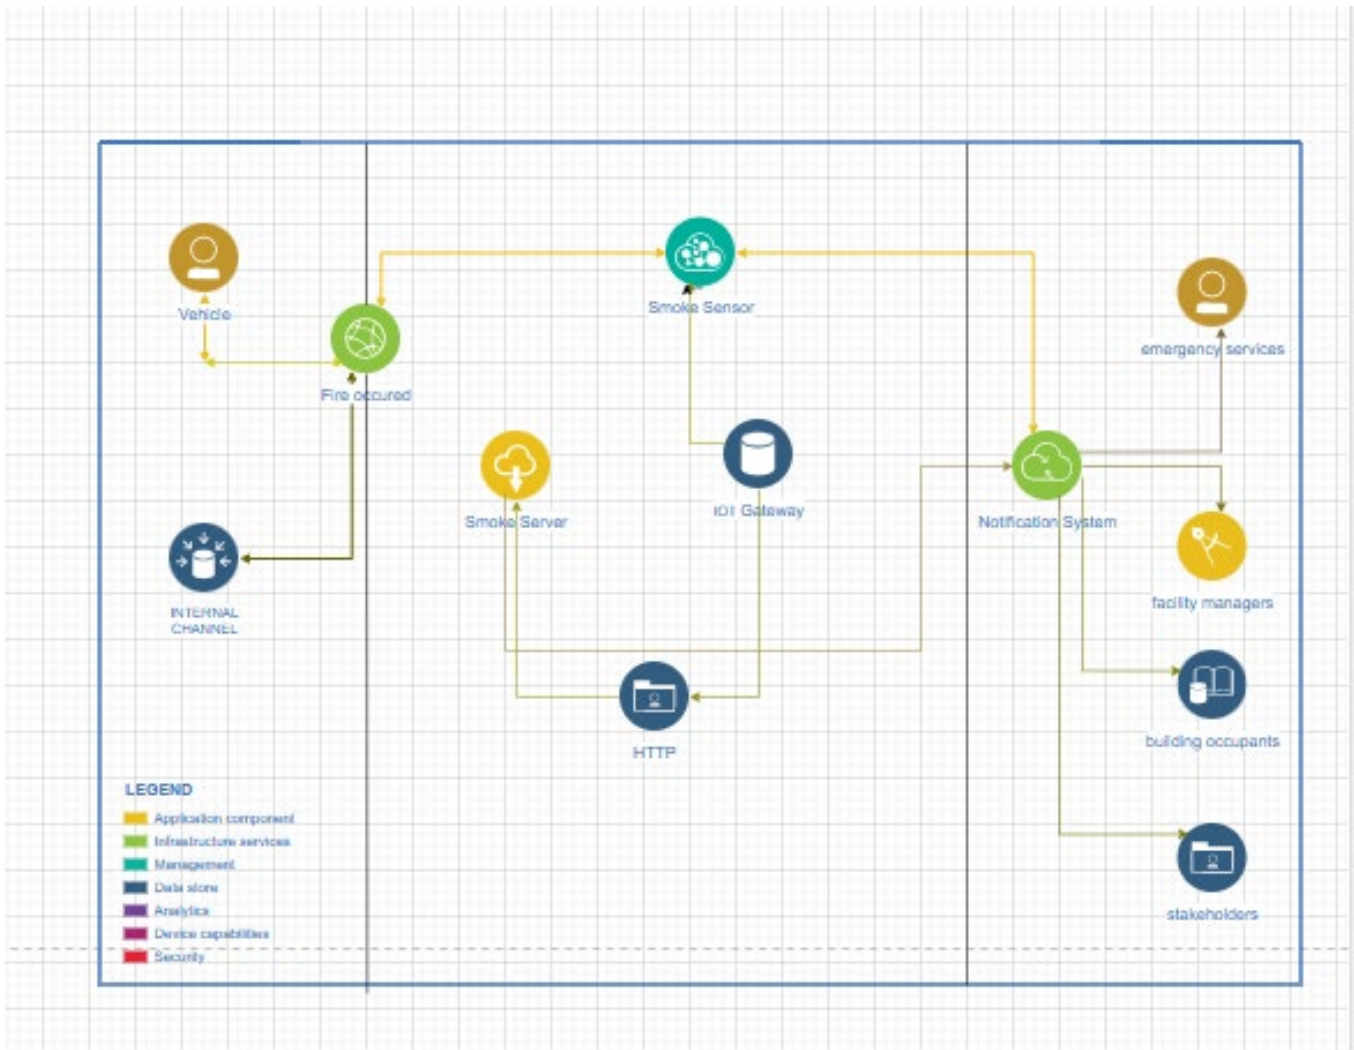 Vehicle
Smoke Sensor
emergency services
Fire occured
Smoke Server
IOT Gateway
Notification System
facility managers
INTERNAL
CHANNEL
building occupants
HTTP
LEGEND
Application component
Infrastructure services
Management
Data store
Analytics
Device capabilities
Security
stakeholders